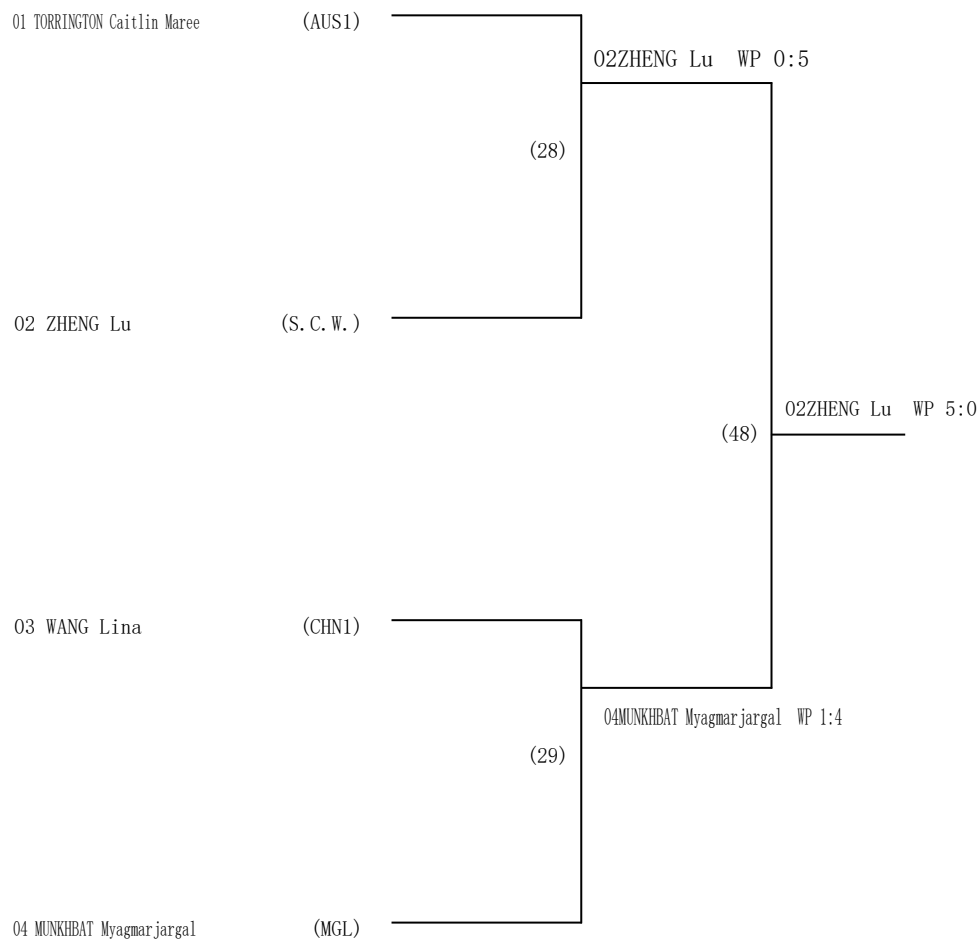 01 TORRINGTON Caitlin Maree (AUS1)
02ZHENG Lu WP 0:5
(28)
02 ZHENG Lu (S.C.W.)
02ZHENG Lu WP 5:0
(48)
03 WANG Lina (CHN1)
04MUNKHBAT Myagmarjargal WP 1:4
(29)
04 MUNKHBAT Myagmarjargal (MGL)